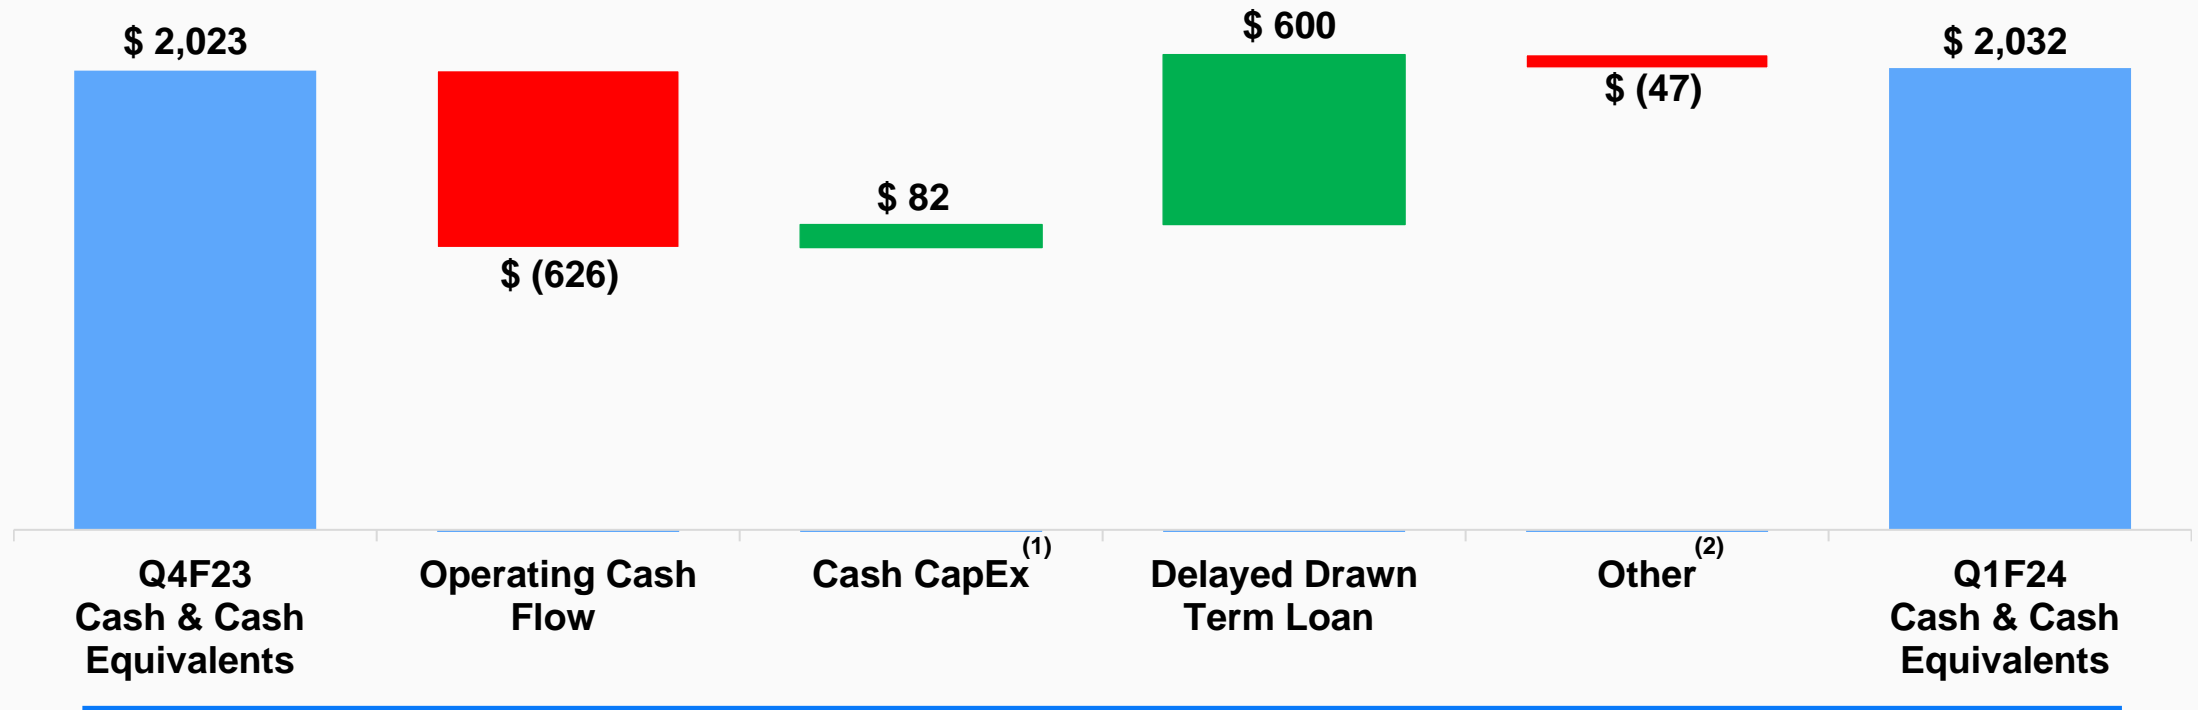 $ 2,023
$ (626)
$ 82
$ 600
$ (47)
$ 2,032
Q4F23
Cash & Cash
Equivalents
Operating Cash
Flow
Cash CapEx(1)
Delayed Drawn
Term Loan
Other(2)
Q1F24
Cash & Cash
Equivalents